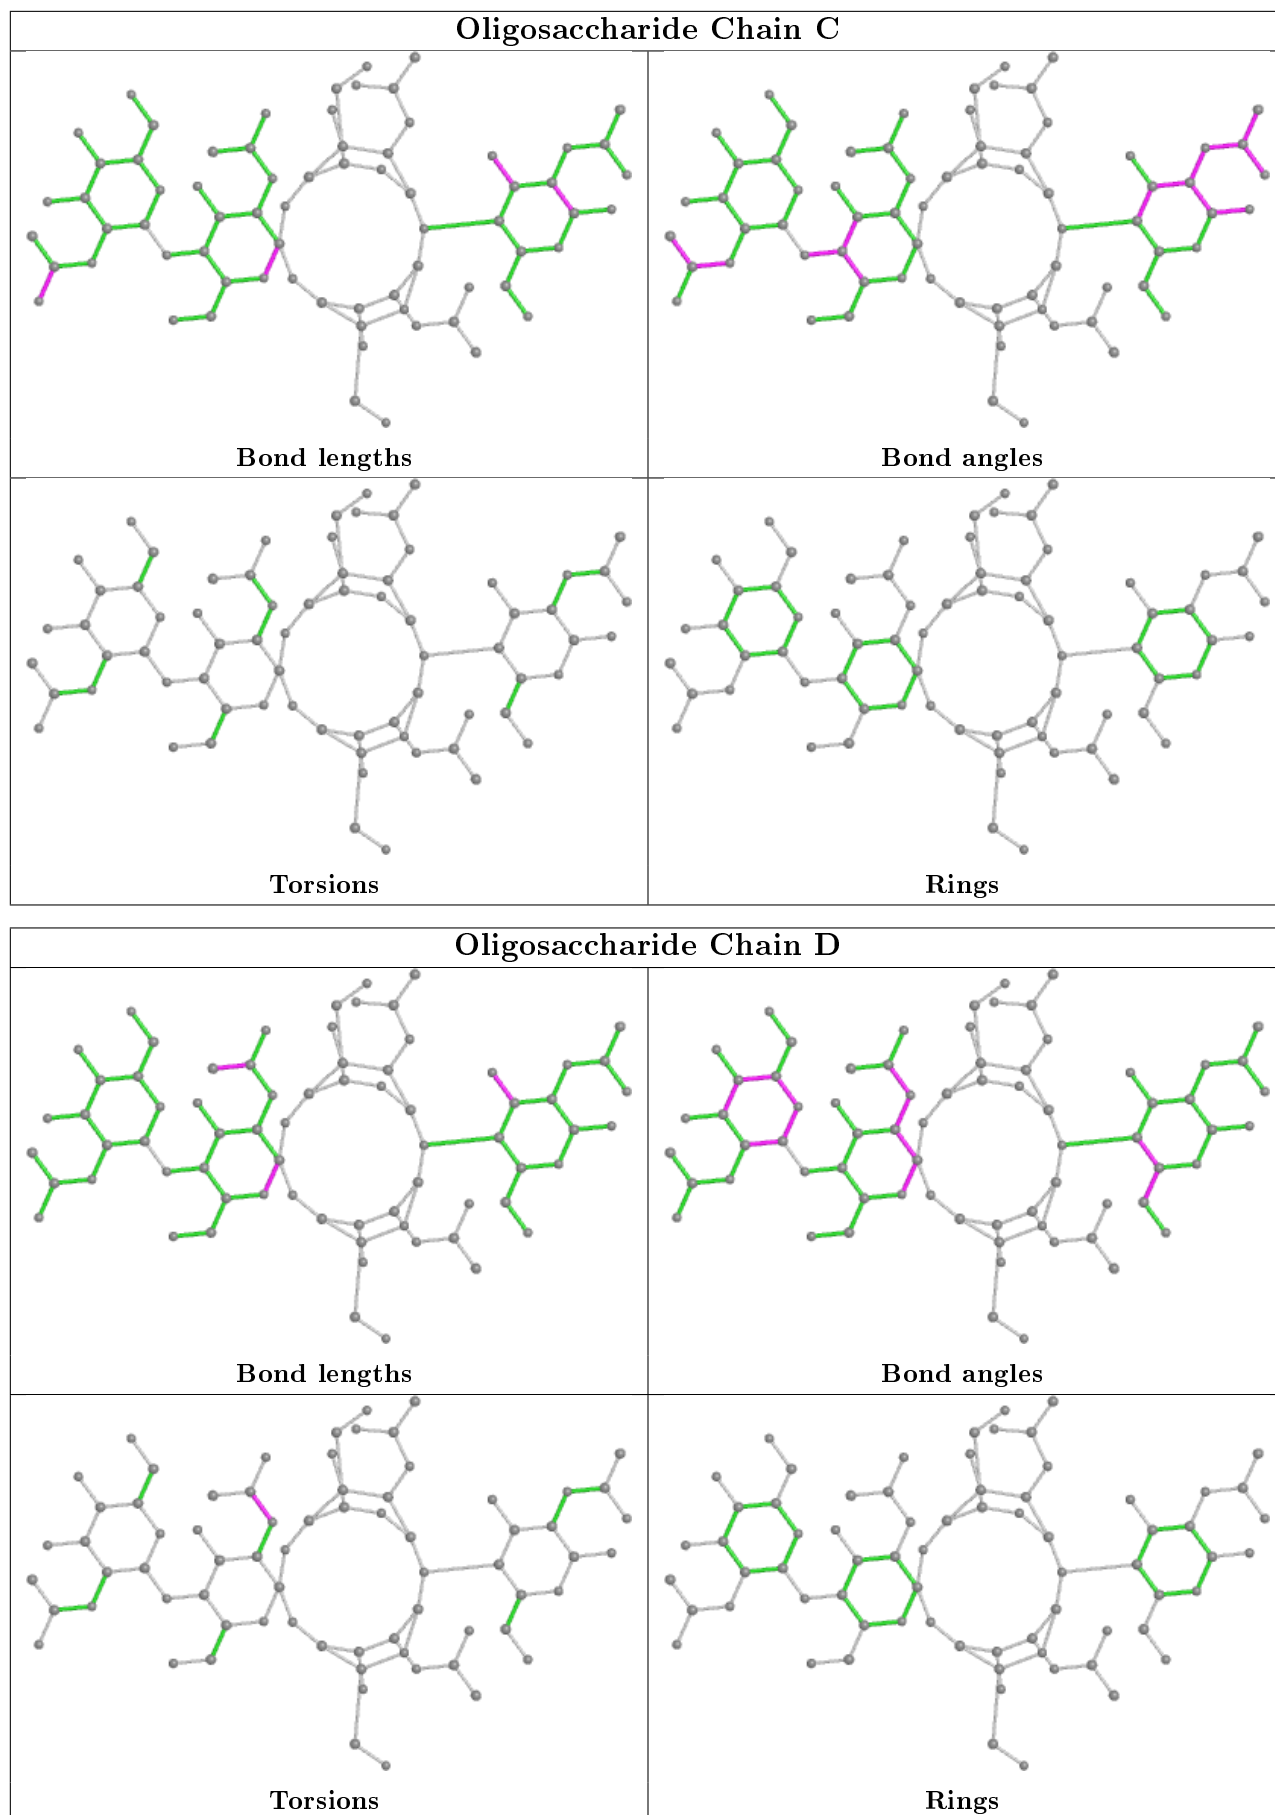 Oligosaccharide Chain C
Bond lengths
Bond angles
Torsions
Rings
Oligosaccharide Chain D
Bond lengths
Bond angles
Torsions
Rings